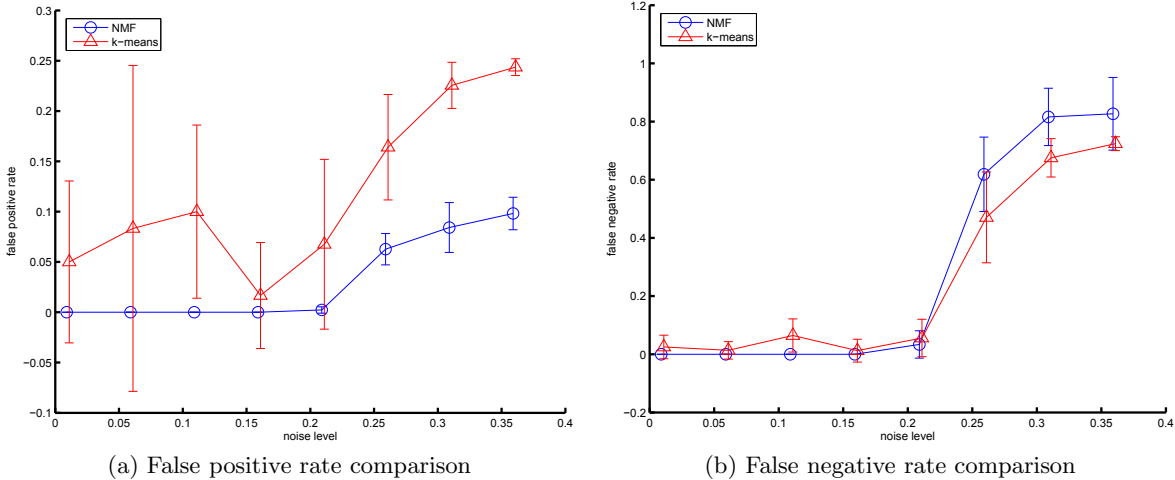 0.3
0.25
0.2
0.15
0.1
0.05
0
-0.05
-0.1
false positive rate
NMF
k-means
0 0.05 0.1 0.15 0.2 0.25 0.3 0.35 0.4
noise level
(a) False positive rate comparison
1.2
1
0.8
0.6
0.4
0.2
0
-0.2
false negative rate
NMF
k-means
0 0.05 0.1 0.15 0.2 0.25 0.3 0.35 0.4
noise level
(b) False negative rate comparison